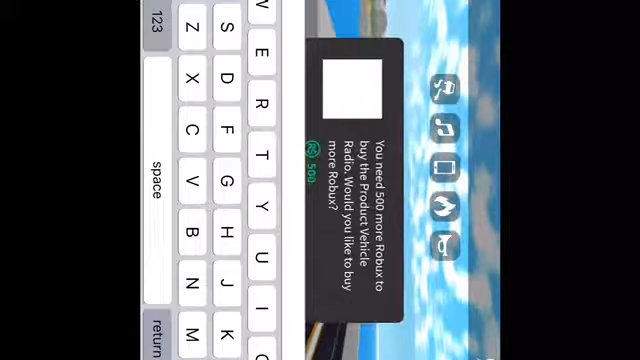 You need 500 more Robux to
buy the Product Vehicle
Radio. Would you like to buy
more Robux?
R$ 500
W E R T Y U I O
S D F G H J K
Z X C V B N M
123 space return